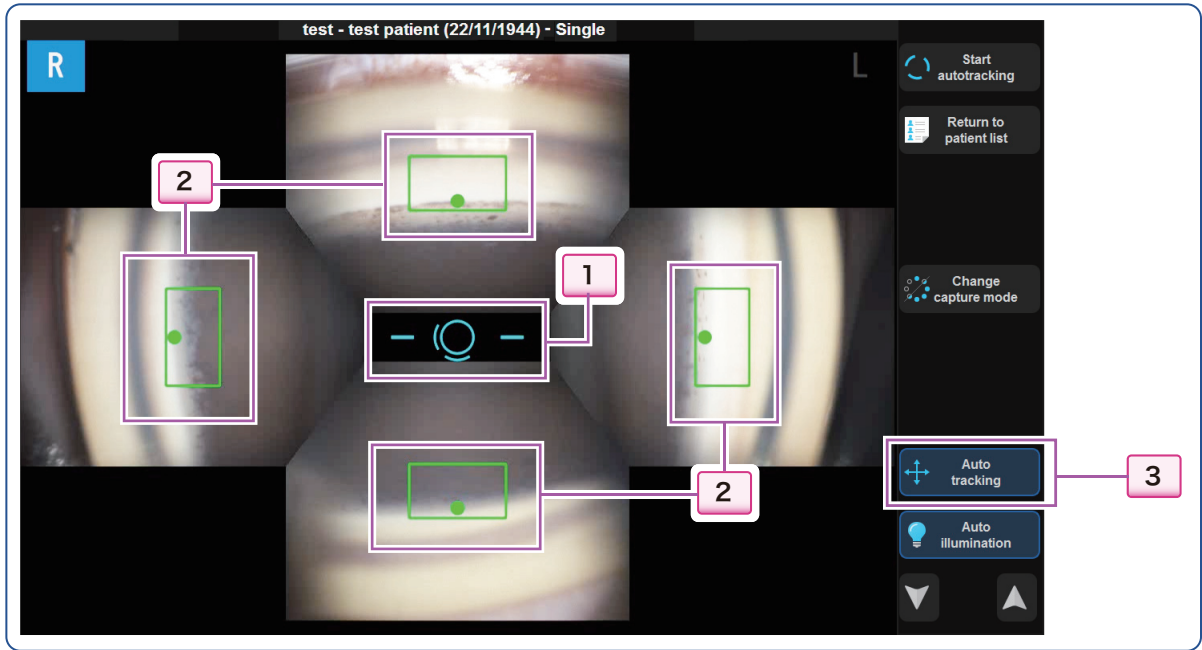 test - test patient (22/11/1944) - Single
R
L
Start
autotracking
Return to
patient list
2
1
Change
capture mode
Auto
tracking
3
2
Auto
illumination